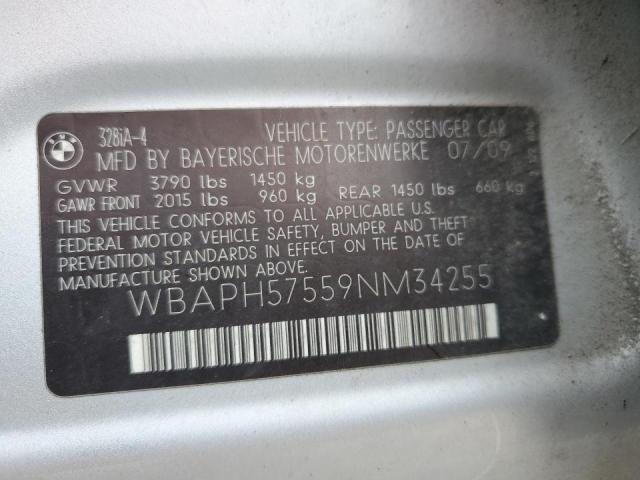 BMW
328iA-4 VEHICLE TYPE: PASSENGER CAR
MFD BY BAYERISCHE MOTORENWERKE 07/09
GVWR 3790 lbs 1450 kg
GAWR FRONT 2015 lbs 960 kg REAR 1450 lbs 660 kg
THIS VEHICLE CONFORMS TO ALL APPLICABLE U.S.
FEDERAL MOTOR VEHICLE SAFETY, BUMPER AND THEFT
PREVENTION STANDARDS IN EFFECT ON THE DATE OF
MANUFACTURE SHOWN ABOVE.
WBAPH57559NM34255